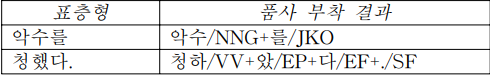 표층형 품사 부착 결과
악수를 악수/NNG+를/JKO
청했다. 청하/VV+았/EP+다/EF+./SF